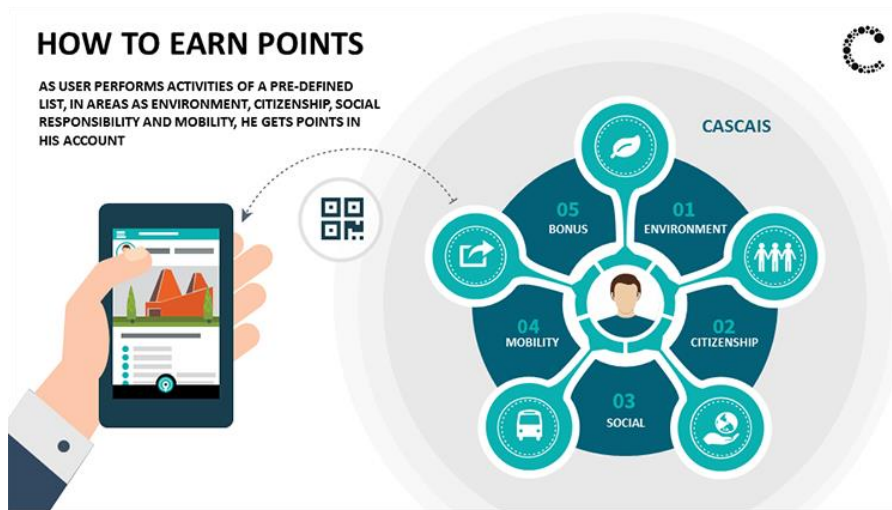 HOW TO EARN POINTS
AS USER PERFORMS ACTIVITIES OF A PRE-DEFINED
LIST, IN AREAS AS ENVIRONMENT, CITIZENSHIP, SOCIAL
RESPONSIBILITY AND MOBILITY, HE GETS POINTS IN
HIS ACCOUNT
CASCAIS
05
BONUS
01
ENVIRONMENT
04
MOBILITY
02
CITIZENSHIP
03
SOCIAL